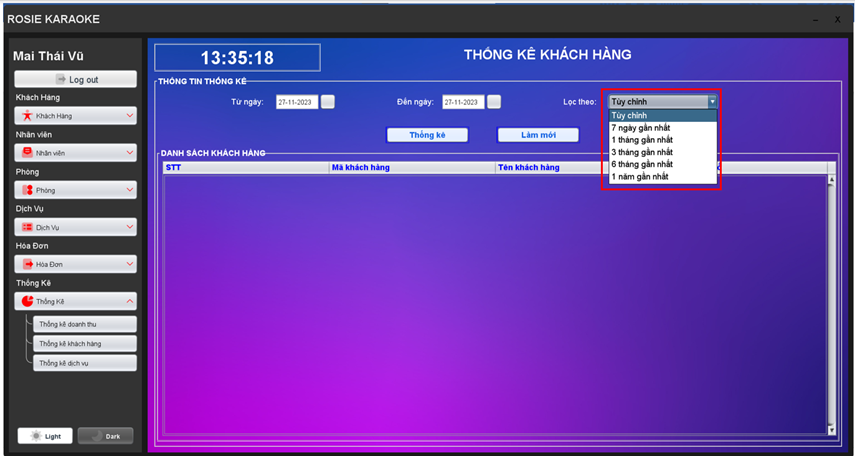 ROSIE KARAOKE
Mai Thái Vũ
Log out
Khách Hàng
Khách Hàng
Nhân viên
Nhân viên
Phòng
Phòng
Dịch Vụ
Dịch Vụ
Hóa Đơn
Hóa Đơn
Thống Kê
Thống Kê
Thống kê doanh thu
Thống kê khách hàng
Thống kê dịch vụ
Light Dark
13:35:18
THỐNG KÊ KHÁCH HÀNG
THÔNG TIN THỐNG KÊ
Từ ngày: 27-11-2023 Đến ngày: 27-11-2023 Lọc theo: Tùy chỉnh
Tùy chỉnh
7 ngày gần nhất
1 tháng gần nhất
3 tháng gần nhất
6 tháng gần nhất
1 năm gần nhất
Thống kê Làm mới
DANH SÁCH KHÁCH HÀNG
STT Mã khách hàng Tên khách hàng